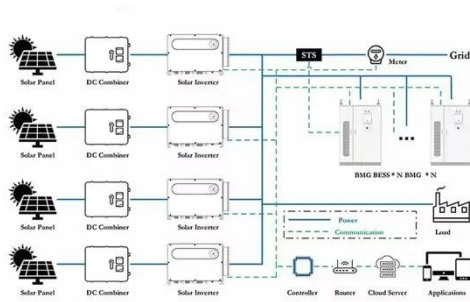 STS
Meter
Grid
Solar Panel
DC Combiner
Solar Inverter
Solar Panel
DC Combiner
Solar Inverter
BMG BESS * N BMG * N
Solar Panel
DC Combiner
Solar Inverter
Power
Communication
Load
Solar Panel
DC Combiner
Solar Inverter
Controller
Router
Cloud Server
Applications